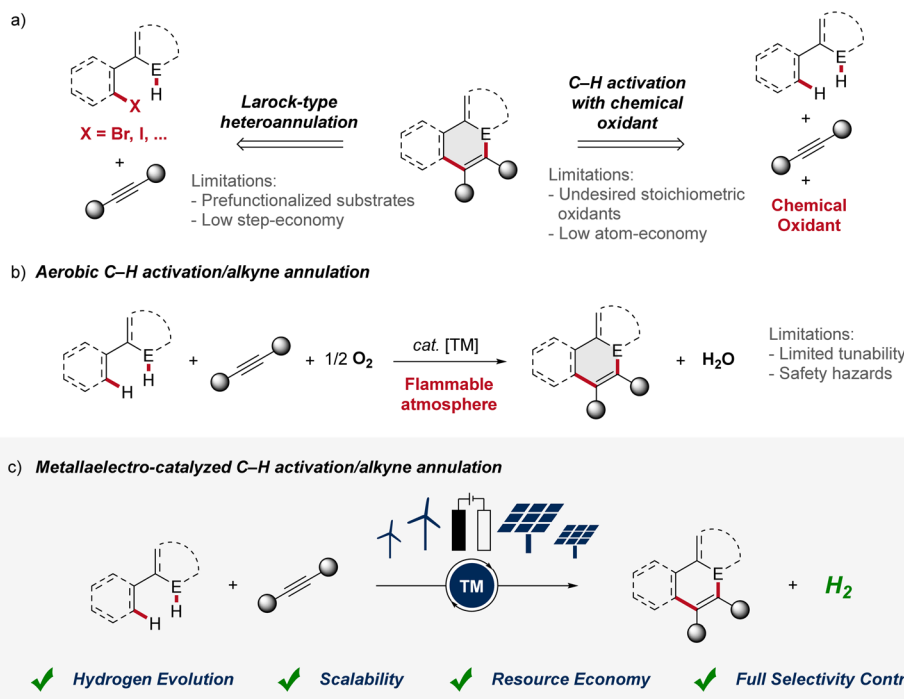 a)
E
H
X
X = Br, I, ...
+
Larock-type
heteroannulation
Limitations:
- Prefunctionalized substrates
- Low step-economy
E
C–H activation
with chemical
oxidant
Limitations:
- Undesired stoichiometric
oxidants
- Low atom-economy
E
H
H
+
+
Chemical
Oxidant
b) Aerobic C–H activation/alkyne annulation
E
H
H
+
+ 1/2 O₂
cat. [TM]
Flammable
atmosphere
E
+ H₂O
Limitations:
- Limited tunability
- Safety hazards
c) Metallaelectro-catalyzed C–H activation/alkyne annulation
E
H
H
+
TM
E
+
H₂
Hydrogen Evolution
Scalability
Resource Economy
Full Selectivity Contr